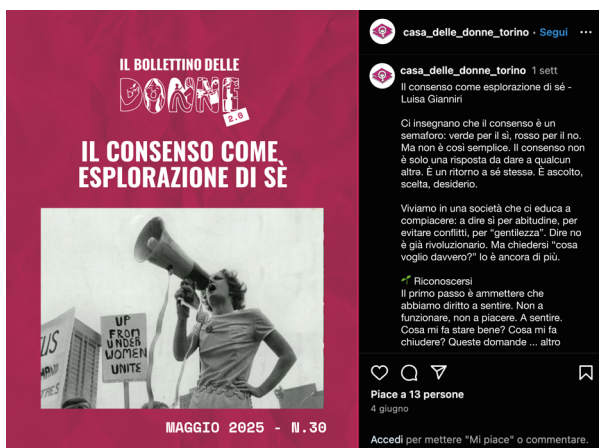 IL BOLLETTINO DELLE
DONNE
2.0
IL CONSENSO COME
ESPLORAZIONE DI SÈ
UP
FROM
UNDER
WOMEN
UNITE
US
MAGGIO 2025 - N.30
casa_delle_donne_torino · Segui
casa_delle_donne_torino 1 sett
Il consenso come esplorazione di sé -
Luisa Gianniri
Ci insegnano che il consenso è un
semaforo: verde per il sì, rosso per il no.
Ma non è così semplice. Il consenso non
è solo una risposta da dare a qualcun
altrə. È un ritorno a sé stessə. È ascolto,
scelta, desiderio.
Viviamo in una società che ci educa a
compiacere: a dire sì per abitudine, per
evitare conflitti, per “gentilezza”. Dire no
è già rivoluzionario. Ma chiedersi “cosa
voglio davvero?” lo è ancora di più.
🌱 Riconoscersi
Il primo passo è ammettere che
abbiamo diritto a sentire. Non a
funzionare, non a piacere. A sentire.
Cosa mi fa stare bene? Cosa mi fa
chiudere? Queste domande ... altro
Piace a 13 persone
4 giugno
Accedi per mettere "Mi piace" o commentare.